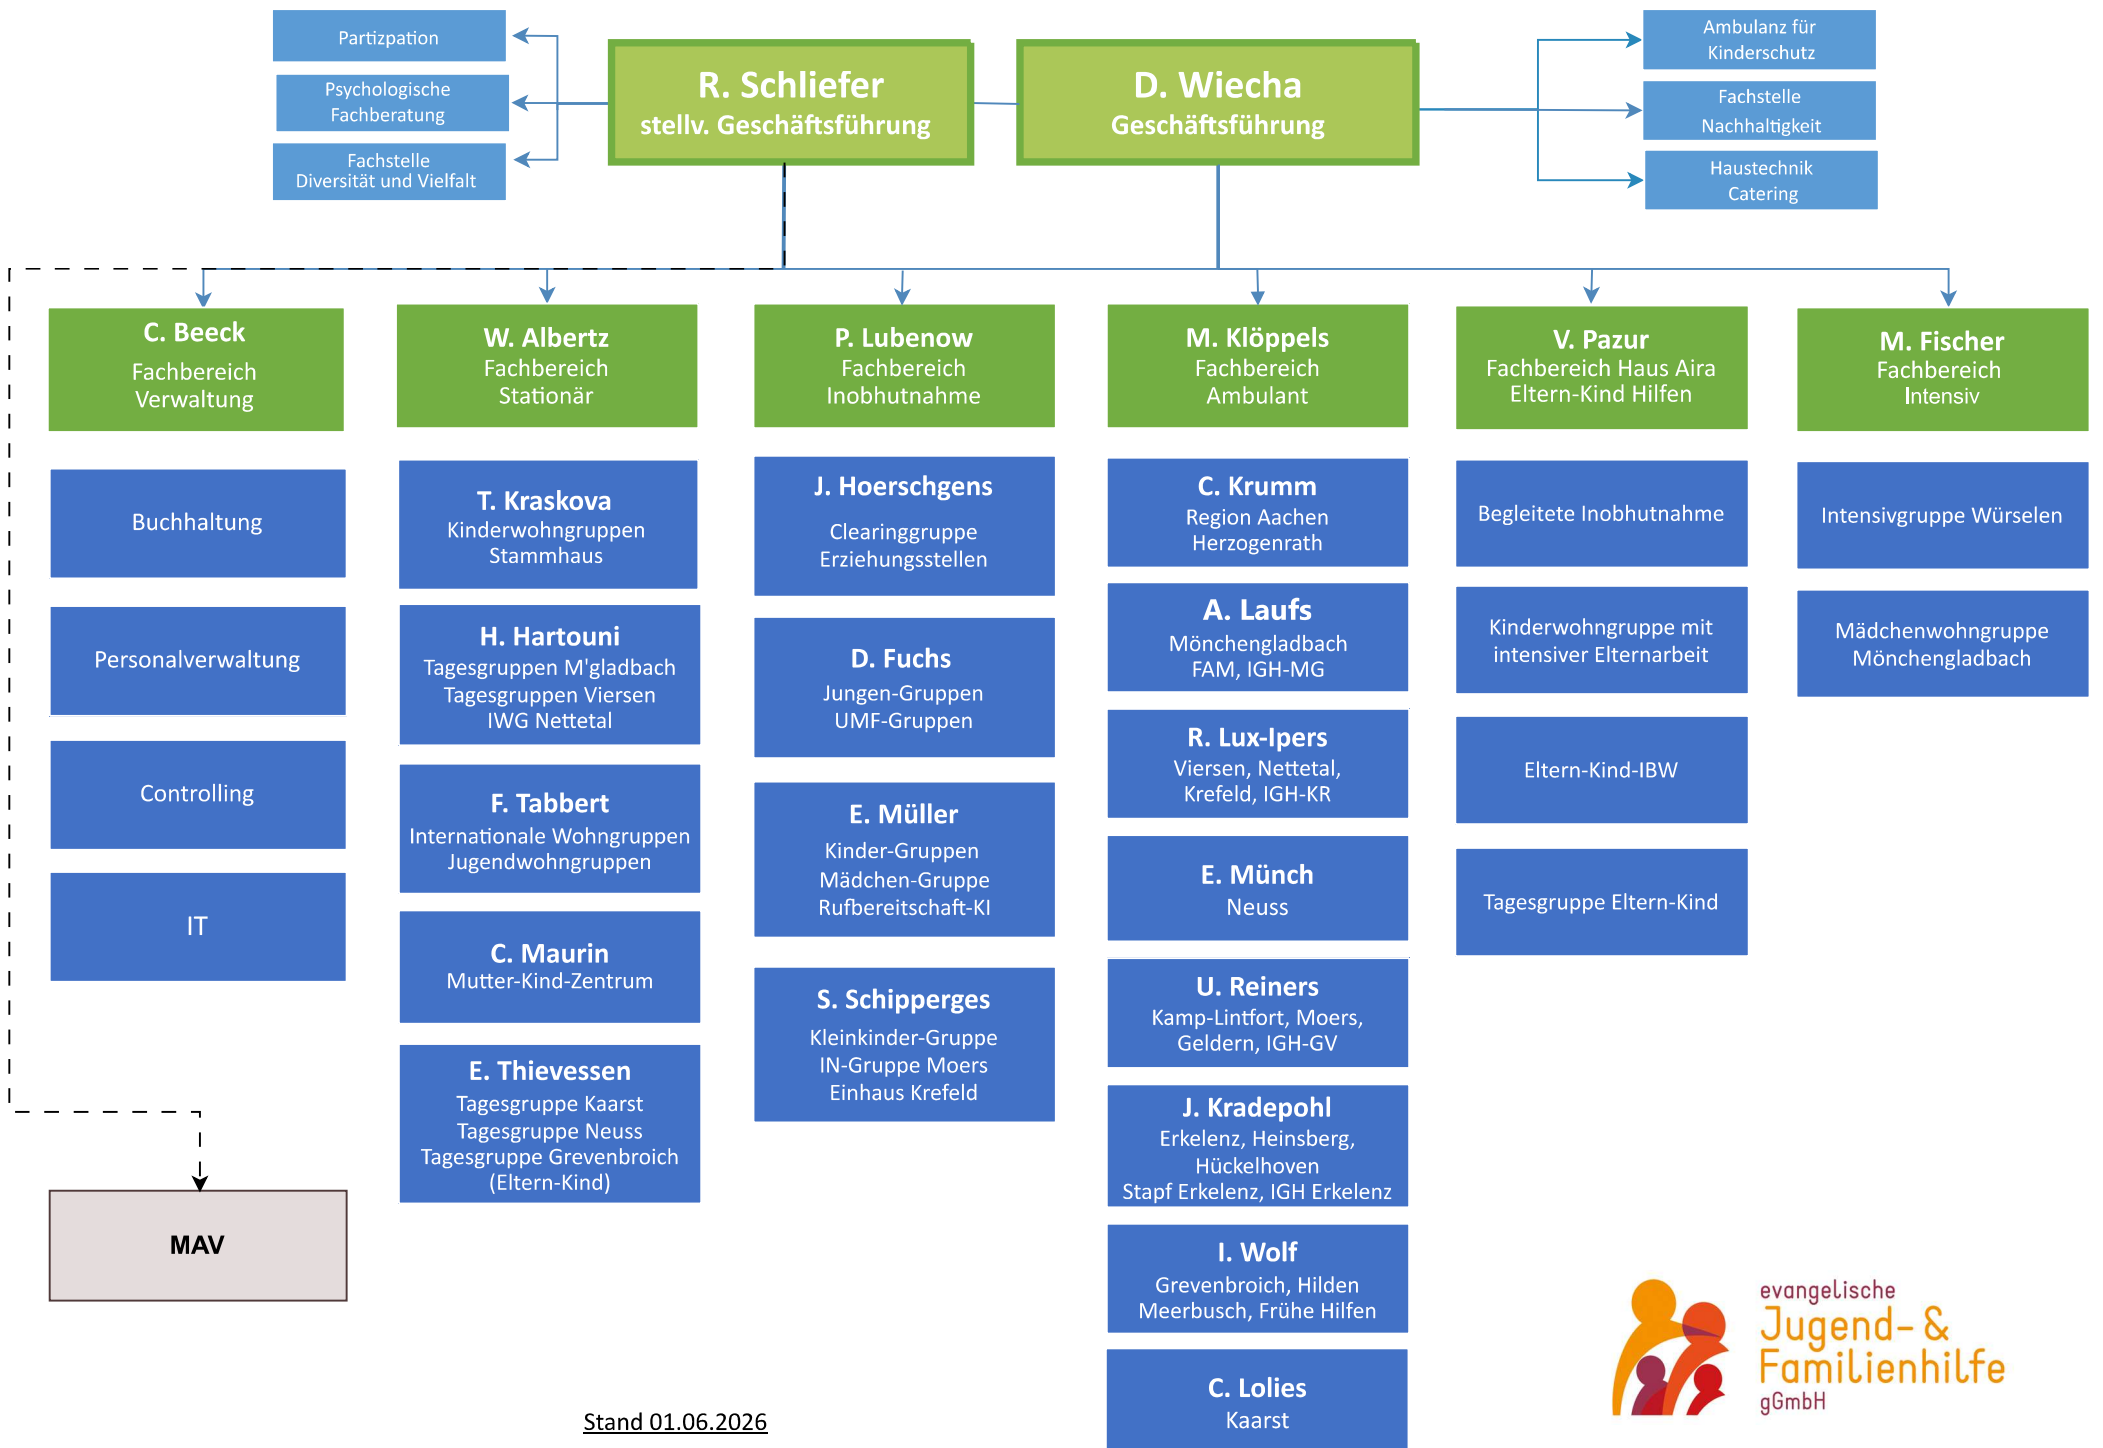 Partizpation
Psychologische
Fachberatung
Fachstelle
Diversität und Vielfalt
R. Schliefer
stellv. Geschäftsführung
D. Wiecha
Geschäftsführung
Ambulanz für
Kinderschutz
Fachstelle
Nachhaltigkeit
Haustechnik
Catering
C. Beeck
Fachbereich
Verwaltung
Buchhaltung
Personalverwaltung
Controlling
IT
MAV
W. Albertz
Fachbereich
Stationär
T. Kraskova
Kinderwohngruppen
Stammhaus
H. Hartouni
Tagesgruppen M'gladbach
Tagesgruppen Viersen
IWG Nettetal
F. Tabbert
Internationale Wohngruppen
Jugendwohngruppen
C. Maurin
Mutter-Kind-Zentrum
E. Thievessen
Tagesgruppe Kaarst
Tagesgruppe Neuss
Tagesgruppe Grevenbroich
(Eltern-Kind)
P. Lubenow
Fachbereich
Inobhutnahme
J. Hoerschgens
Clearinggruppe
Erziehungsstellen
D. Fuchs
Jungen-Gruppen
UMF-Gruppen
E. Müller
Kinder-Gruppen
Mädchen-Gruppe
Rufbereitschaft-KI
S. Schipperges
Kleinkinder-Gruppe
IN-Gruppe Moers
Einhaus Krefeld
M. Klöppels
Fachbereich
Ambulant
C. Krumm
Region Aachen
Herzogenrath
A. Laufs
Mönchengladbach
FAM, IGH-MG
R. Lux-Ipers
Viersen, Nettetal,
Krefeld, IGH-KR
E. Münch
Neuss
U. Reiners
Kamp-Lintfort, Moers,
Geldern, IGH-GV
J. Kradepohl
Erkelenz, Heinsberg,
Hückelhoven
Stapf Erkelenz, IGH Erkelenz
I. Wolf
Grevenbroich, Hilden
Meerbusch, Frühe Hilfen
C. Lolies
Kaarst
V. Pazur
Fachbereich Haus Aira
Eltern-Kind Hilfen
Begleitete Inobhutnahme
Kinderwohngruppe mit
intensiver Elternarbeit
Eltern-Kind-IBW
Tagesgruppe Eltern-Kind
M. Fischer
Fachbereich
Intensiv
Intensivgruppe Würselen
Mädchenwohngruppe
Mönchengladbach
Stand 01.06.2026
evangelische
Jugend- &
Familienhilfe
gGmbH